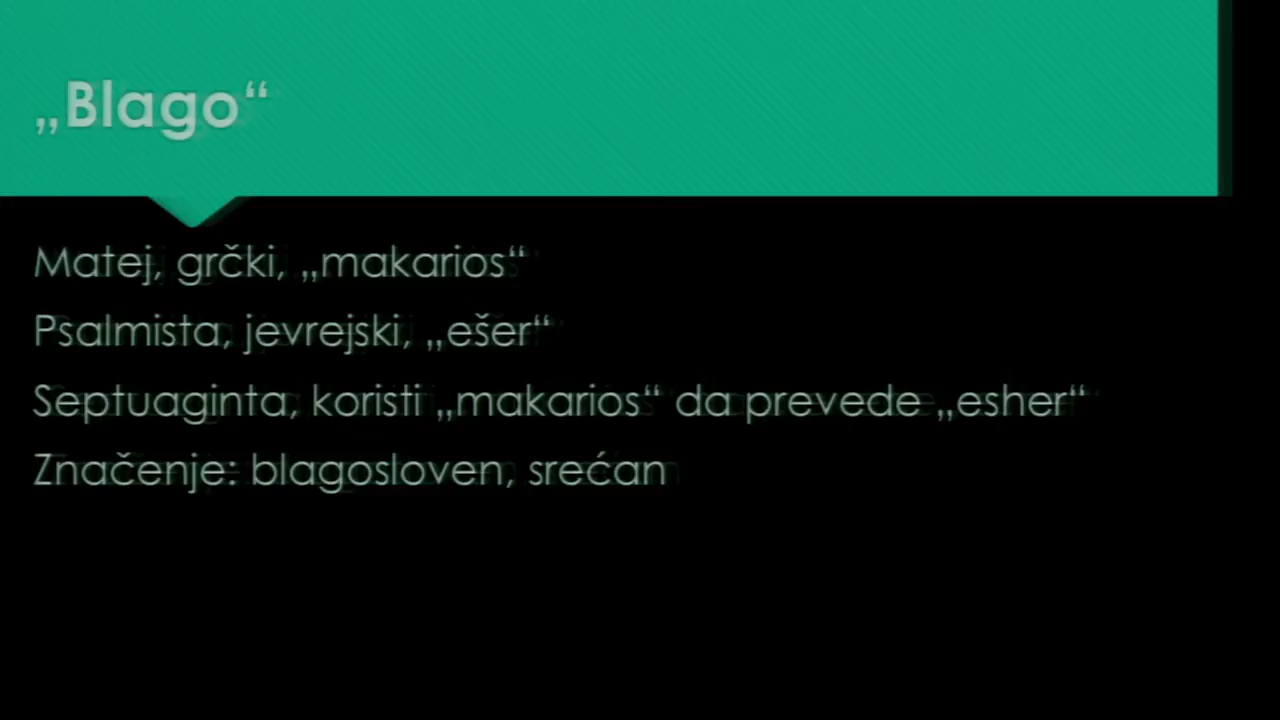 „Blago“
Matej, grčki, „makarios“
Psalmista, jevrejski, „ešer“
Septuaginta, koristi „makarios“ da prevede „esher“
Značenje: blagosloven, srećan